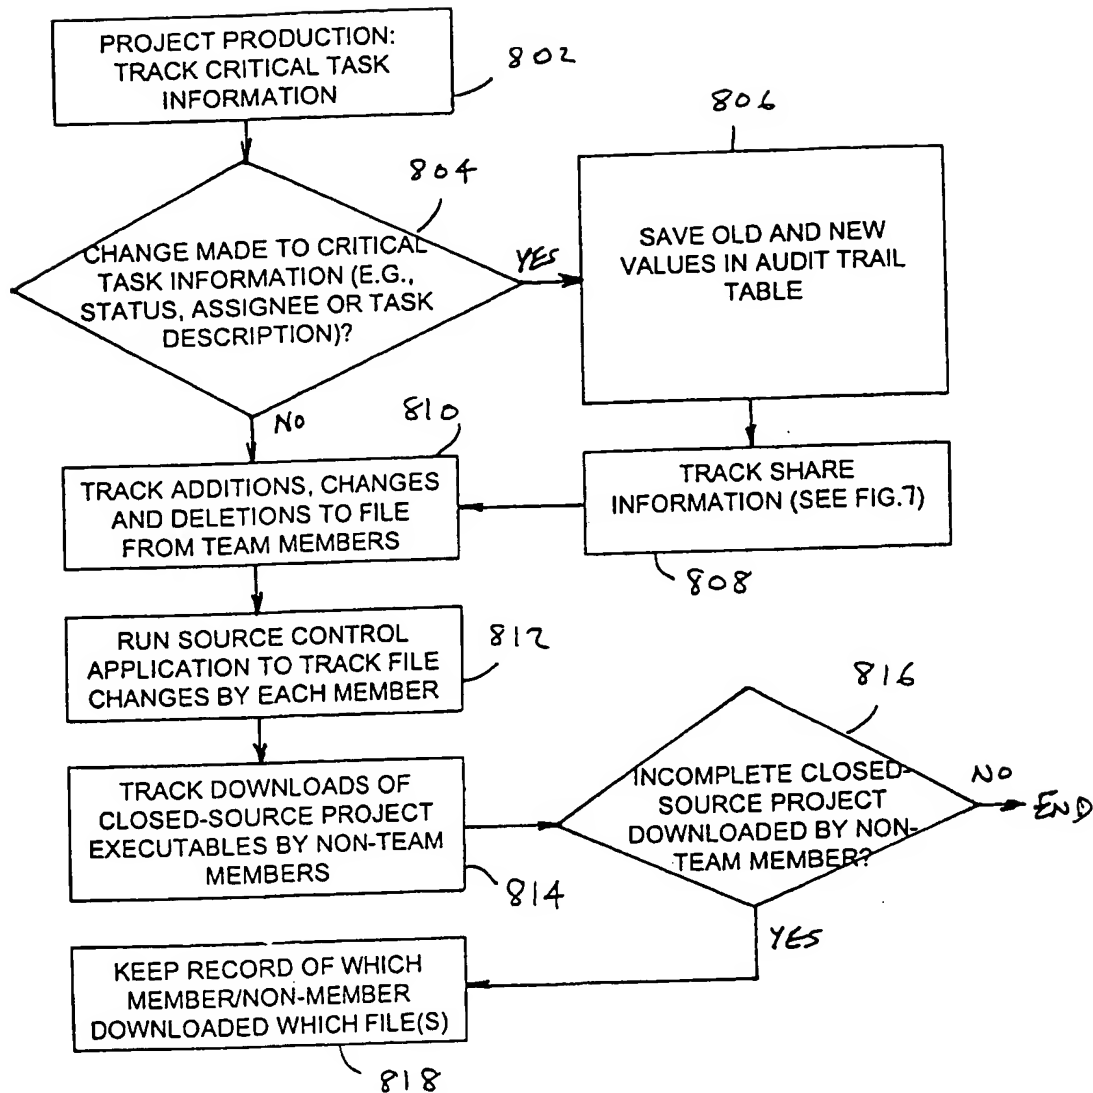 PROJECT PRODUCTION:
TRACK CRITICAL TASK
INFORMATION
802
806
804
CHANGE MADE TO CRITICAL
TASK INFORMATION (E.G.,
STATUS, ASSIGNEE OR TASK
DESCRIPTION)?
YES
SAVE OLD AND NEW
VALUES IN AUDIT TRAIL
TABLE
NO
810
TRACK ADDITIONS, CHANGES
AND DELETIONS TO FILE
FROM TEAM MEMBERS
TRACK SHARE
INFORMATION (SEE FIG.7)
808
RUN SOURCE CONTROL
APPLICATION TO TRACK FILE
CHANGES BY EACH MEMBER
812
816
TRACK DOWNLOADS OF
CLOSED-SOURCE PROJECT
EXECUTABLES BY NON-TEAM
MEMBERS
814
INCOMPLETE CLOSED-
SOURCE PROJECT
DOWNLOADED BY NON-
TEAM MEMBER?
NO
END
YES
KEEP RECORD OF WHICH
MEMBER/NON-MEMBER
DOWNLOADED WHICH FILE(S)
818